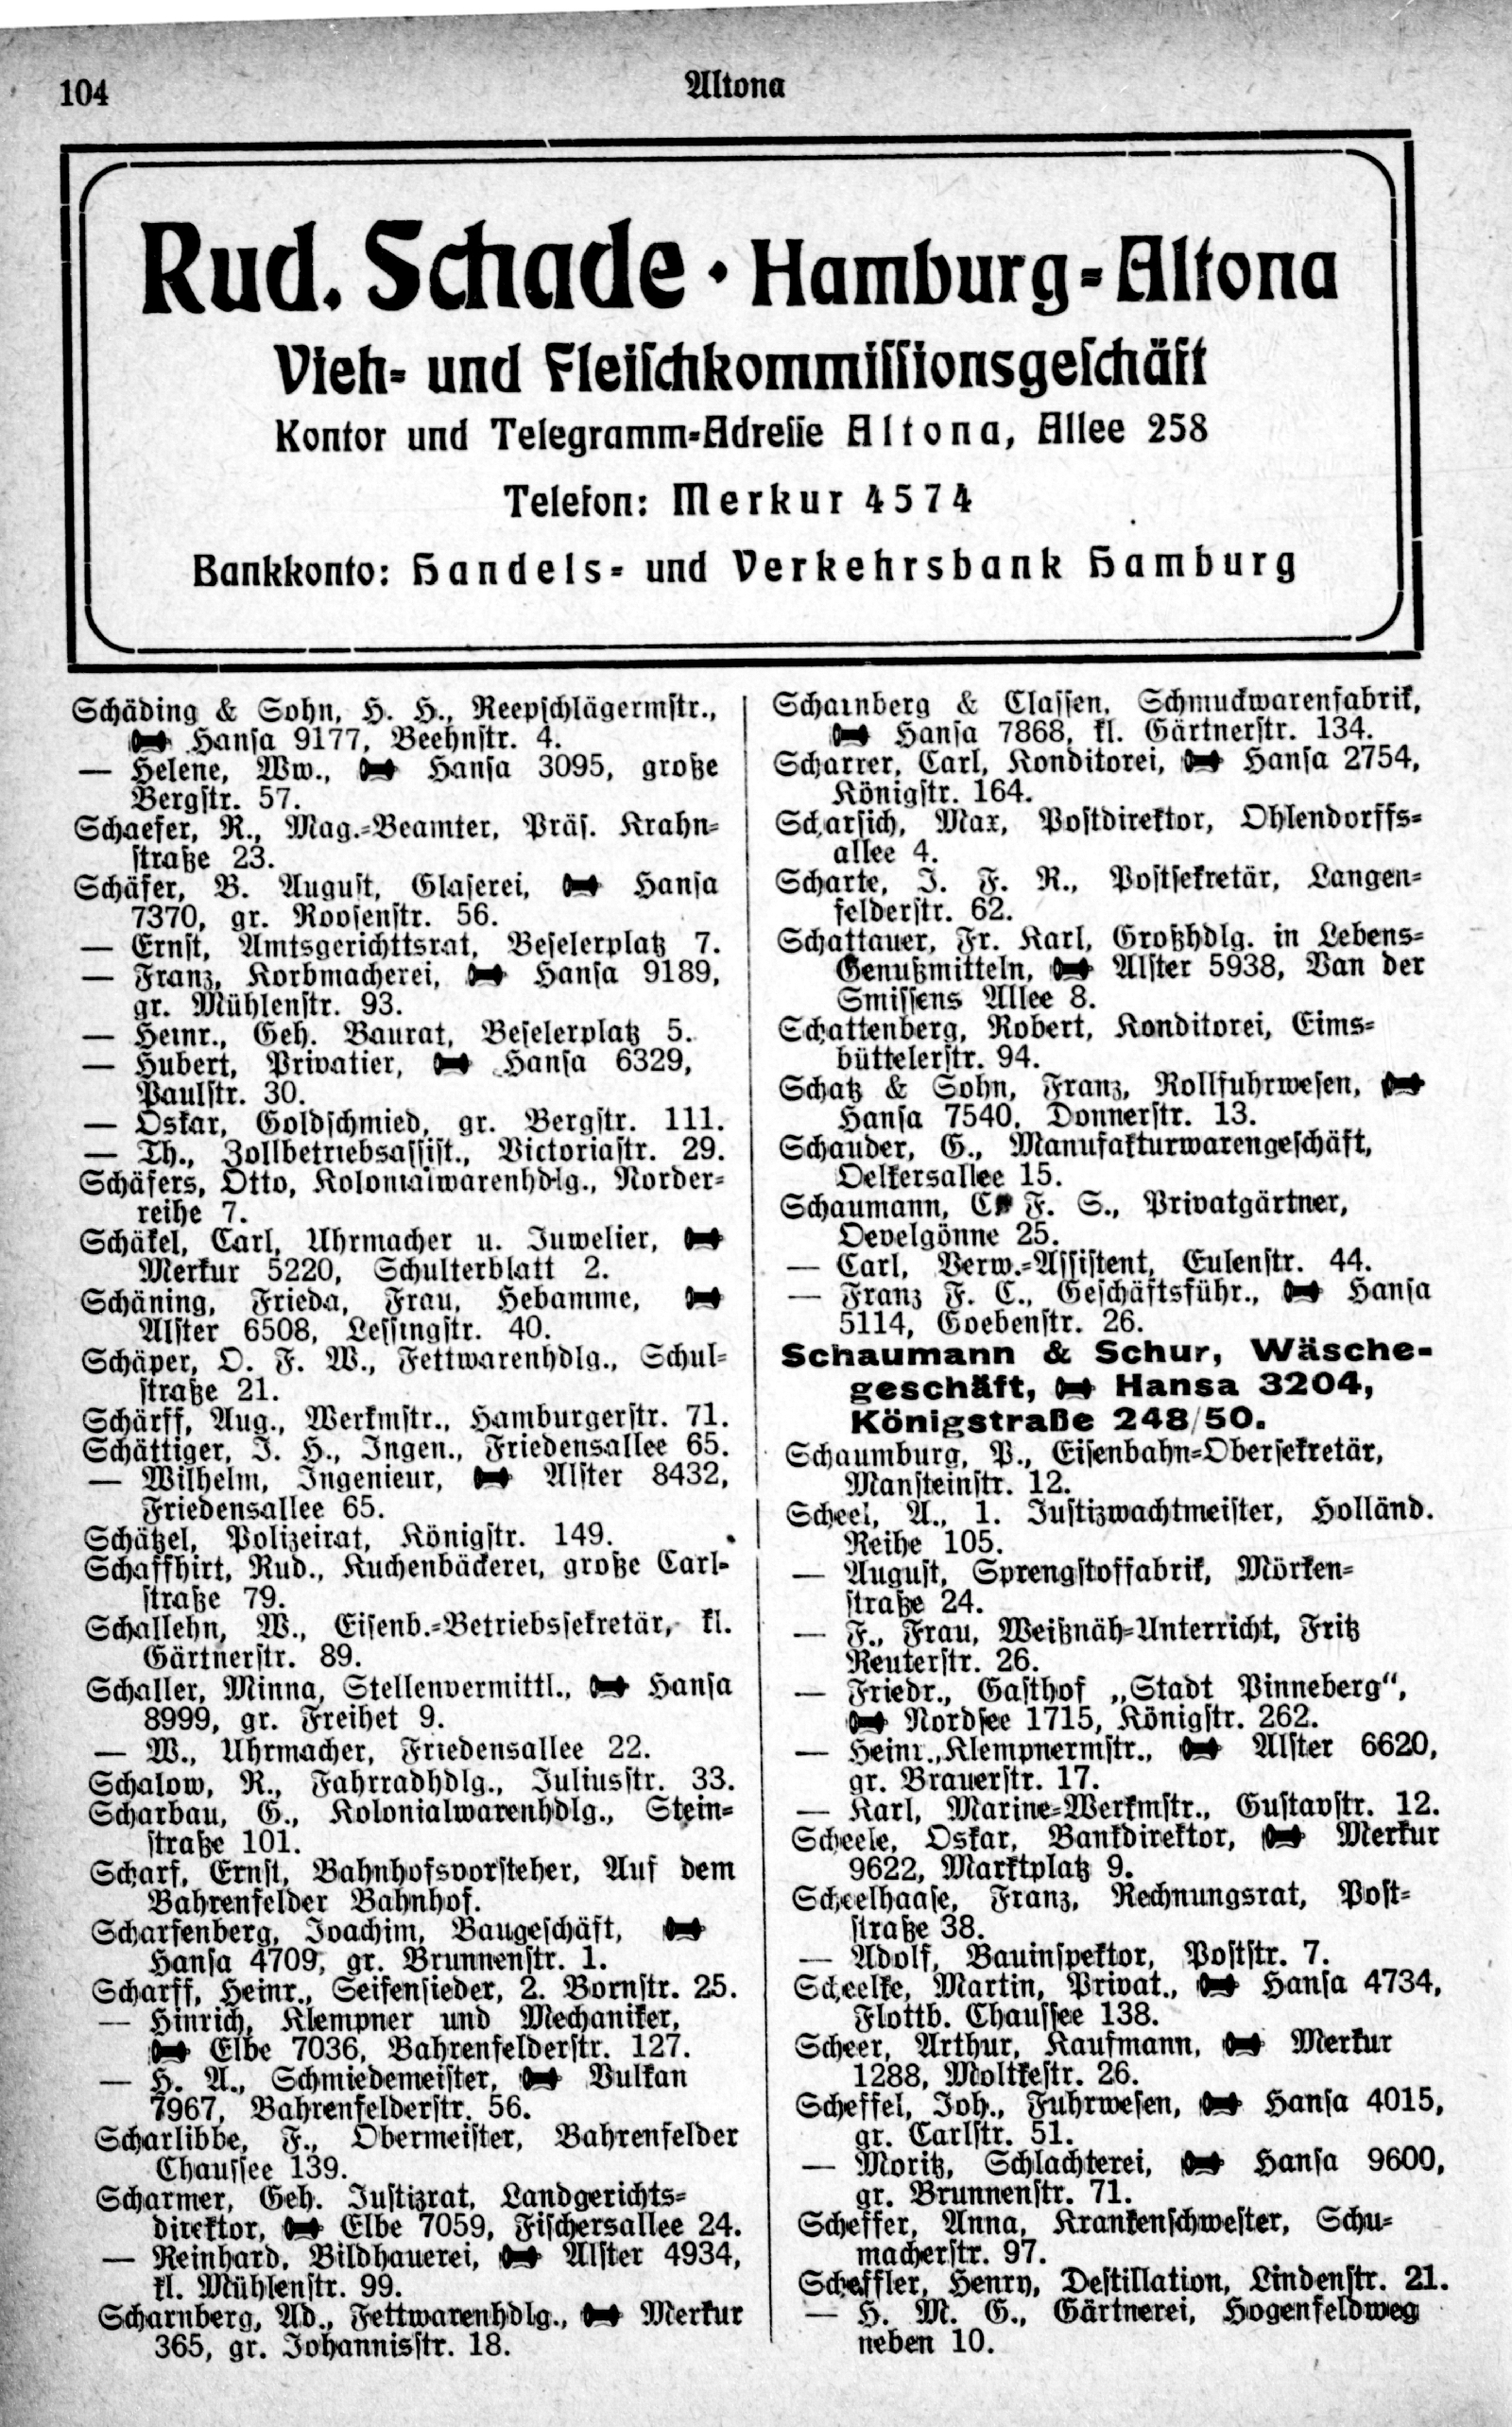 104
Altona
Rud. Schade · Hamburg-Altona
Vieh- und Fleischkommissionsgeschäft
Kontor und Telegramm-Adresse Altona, Allee 258
Telefon: Merkur 4574
Bankkonto: Handels- und Verkehrsbank Hamburg
Schäding & Sohn, H. H., Reepschlägermstr.,
Hansa 9177, Beehnstr. 4.
— Helene, Ww., Hansa 3095, große
Bergstr. 57.
Schaefer, R., Mag.-Beamter, Präs. Krahn-
straße 23.
Schäfer, B. August, Glaserei, Hansa
7370, gr. Roosenstr. 56.
— Ernst, Amtsgerichttsrat, Beselerplatz 7.
— Franz, Korbmacherei, Hansa 9189,
gr. Mühlenstr. 93.
— Heinr., Geh. Baurat, Beselerplatz 5.
— Hubert, Privatier, Hansa 6329,
Paulstr. 30.
— Oskar, Goldschmied, gr. Bergstr. 111.
— Th., Zollbetriebsassist., Victoriastr. 29.
Schäfers, Otto, Kolonialwarenhdlg., Norder-
reihe 7.
Schäkel, Carl, Uhrmacher u. Juwelier,
Merkur 5220, Schulterblatt 2.
Schäning, Frieda, Frau, Hebamme,
Alster 6508, Lessingstr. 40.
Schäper, O. F. W., Fettwarenhdlg., Schul-
straße 21.
Schärff, Aug., Werkmstr., Hamburgerstr. 71.
Schättiger, J. H., Ingen., Friedensallee 65.
— Wilhelm, Ingenieur, Alster 8432,
Friedensallee 65.
Schätzel, Polizeirat, Königstr. 149.
Schaffhirt, Rud., Kuchenbäckerei, große Carl-
straße 79.
Schallehn, W., Eisenb.-Betriebssekretär, kl.
Gärtnerstr. 89.
Schaller, Minna, Stellenvermittl., Hansa
8999, gr. Freihet 9.
— W., Uhrmacher, Friedensallee 22.
Schalow, R., Fahrradhdlg., Juliusstr. 33.
Scharbau, G., Kolonialwarenhdlg., Stein-
straße 101.
Scharf, Ernst, Bahnhofsvorsteher, Auf dem
Bahrenfelder Bahnhof.
Scharfenberg, Joachim, Baugeschäft,
Hansa 4709, gr. Brunnenstr. 1.
Scharff, Heinr., Seifensieder, 2. Bornstr. 25.
— Hinrich, Klempner und Mechaniker,
Elbe 7036, Bahrenfelderstr. 127.
— H. A., Schmiedemeister, Vulkan
7967, Bahrenfelderstr. 56.
Scharlibbe, F., Obermeister, Bahrenfelder
Chaussee 139.
Scharmer, Geh. Justizrat, Landgerichts-
direktor, Elbe 7059, Fischersallee 24.
— Reinhard, Bildhauerei, Alster 4934,
kl. Mühlenstr. 99.
Scharnberg, Ad., Fettwarenhdlg., Merkur
365, gr. Johannisstr. 18.
Scharnberg & Classen, Schmuckwarenfabrik,
Hansa 7868, kl. Gärtnerstr. 134.
Scharrer, Carl, Konditorei, Hansa 2754,
Königstr. 164.
Scharsich, Max, Postdirektor, Ohlendorffs-
allee 4.
Scharte, J. F. R., Postsekretär, Langen-
felderstr. 62.
Schattauer, Fr. Karl, Großhdlg. in Lebens-
Genußmitteln, Alster 5938, Van der
Smissens Allee 8.
Schattenberg, Robert, Konditorei, Eims-
büttelerstr. 94.
Schatz & Sohn, Franz, Rollfuhrwesen,
Hansa 7540, Donnerstr. 13.
Schauder, G., Manufakturwarengeschäft,
Oelkersallee 15.
Schaumann, C. F. S., Privatgärtner,
Oevelgönne 25.
— Carl, Verw.-Assistent, Eulenstr. 44.
— Franz F. C., Geschäftsführ., Hansa
5114, Goebenstr. 26.
Schaumann & Schur, Wäsche-
geschäft, Hansa 3204,
Königstraße 248/50.
Schaumburg, P., Eisenbahn-Obersekretär,
Mansteinstr. 12.
Scheel, A., 1. Justizwachtmeister, Holländ.
Reihe 105.
— August, Sprengstoffabrik, Mörken-
straße 24.
— F., Frau, Weißnäh-Unterricht, Fritz
Reuterstr. 26.
— Friedr., Gasthof „Stadt Pinneberg“,
Nordsee 1715, Königstr. 262.
— Heinr., Klempnermstr., Alster 6620,
gr. Brauerstr. 17.
— Karl, Marine-Werkmstr., Gustavstr. 12.
Scheele, Oskar, Bankdirektor, Merkur
9622, Marktplatz 9.
Scheelhaase, Franz, Rechnungsrat, Post-
straße 38.
— Adolf, Bauinspektor, Poststr. 7.
Scheelke, Martin, Privat., Hansa 4734,
Flottb. Chaussee 138.
Scheer, Arthur, Kaufmann, Merkur
1288, Moltkestr. 26.
Scheffel, Joh., Fuhrwesen, Hansa 4015,
gr. Carlstr. 51.
— Moritz, Schlachterei, Hansa 9600,
gr. Brunnenstr. 71.
Scheffer, Anna, Krankenschwester, Schu-
macherstr. 97.
Scheffler, Henry, Destillation, Lindenstr. 21.
— H. M. G., Gärtnerei, Hogenfeldweg
neben 10.